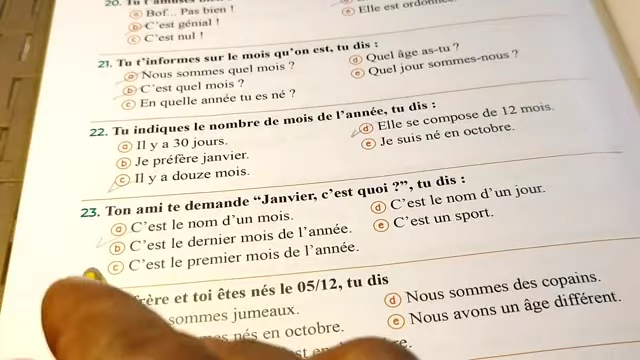 20. Tu t'amuses
ⓐ Bof... Pas bien !
ⓑ C'est génial !
ⓒ C'est nul !
ⓔ Elle est
21. Tu t'informes sur le mois qu'on est, tu dis :
ⓐ Nous sommes quel mois ?
ⓑ C'est quel mois ?
ⓒ En quelle année tu es né ?
ⓓ Quel âge as-tu ?
ⓔ Quel jour sommes-nous ?
22. Tu indiques le nombre de mois de l'année, tu dis :
ⓐ Il y a 30 jours.
ⓑ Je préfère janvier.
ⓒ Il y a douze mois.
ⓓ Elle se compose de 12 mois.
ⓔ Je suis né en octobre.
23. Ton ami te demande “Janvier, c'est quoi ?”, tu dis :
ⓐ C'est le nom d'un mois.
ⓑ C'est le dernier mois de l'année.
ⓒ C'est le premier mois de l'année.
ⓓ C'est le nom d'un jour.
ⓔ C'est un sport.
et toi êtes nés le 05/12, tu dis
sommes jumeaux.
nés en octobre.
ⓓ Nous sommes des copains.
ⓔ Nous avons un âge différent.